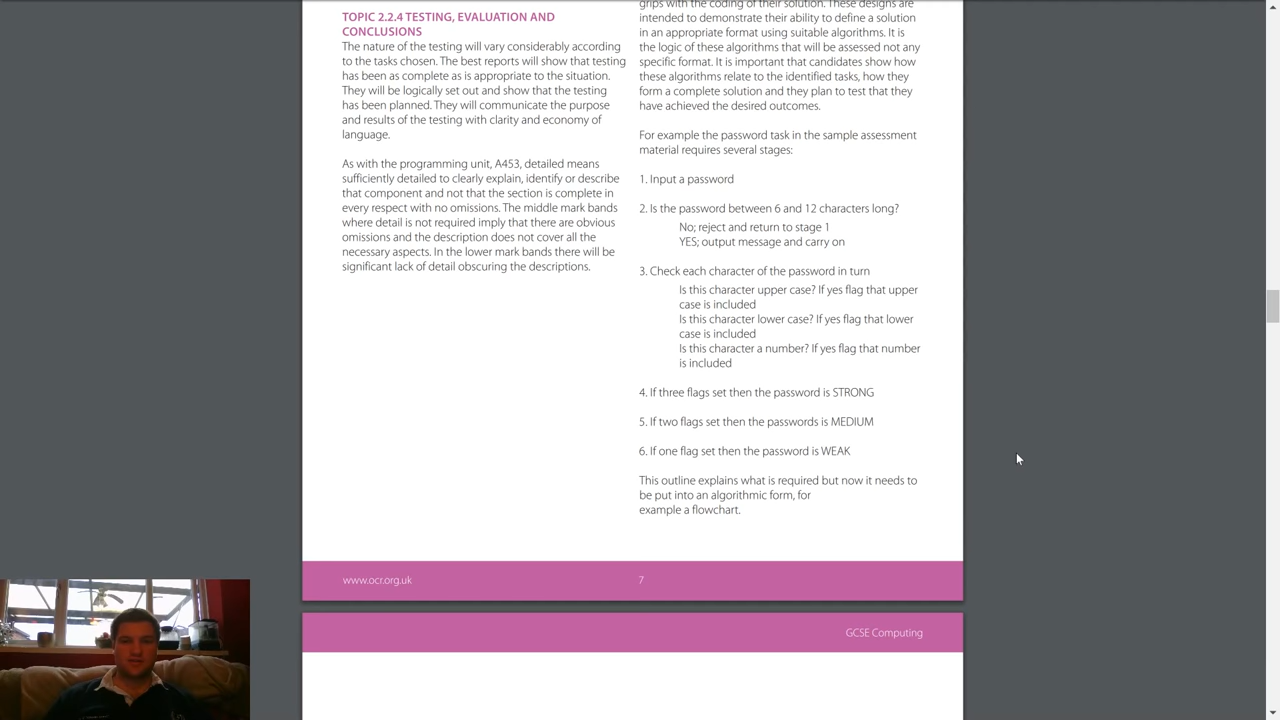 TOPIC 2.2.4 TESTING, EVALUATION AND
CONCLUSIONS
The nature of the testing will vary considerably according
to the tasks chosen. The best reports will show that testing
has been as complete as is appropriate to the situation.
They will be logically set out and show that the testing
has been planned. They will communicate the purpose
and results of the testing with clarity and economy of
language.
As with the programming unit, A453, detailed means
sufficiently detailed to clearly explain, identify or describe
that component and not that the section is complete in
every respect with no omissions. The middle mark bands
where detail is not required imply that there are obvious
omissions and the description does not cover all the
necessary aspects. In the lower mark bands there will be
significant lack of detail obscuring the descriptions.
grips with the coding of their solution. These designs are
intended to demonstrate their ability to define a solution
in an appropriate format using suitable algorithms. It is
the logic of these algorithms that will be assessed not any
specific format. It is important that candidates show how
these algorithms relate to the identified tasks, how they
form a complete solution and they plan to test that they
have achieved the desired outcomes.
For example the password task in the sample assessment
material requires several stages:
1. Input a password
2. Is the password between 6 and 12 characters long?
No; reject and return to stage 1
YES; output message and carry on
3. Check each character of the password in turn
Is this character upper case? If yes flag that upper
case is included
Is this character lower case? If yes flag that lower
case is included
Is this character a number? If yes flag that number
is included
4. If three flags set then the password is STRONG
5. If two flags set then the passwords is MEDIUM
6. If one flag set then the password is WEAK
This outline explains what is required but now it needs to
be put into an algorithmic form, for
example a flowchart.
www.ocr.org.uk
7
GCSE Computing